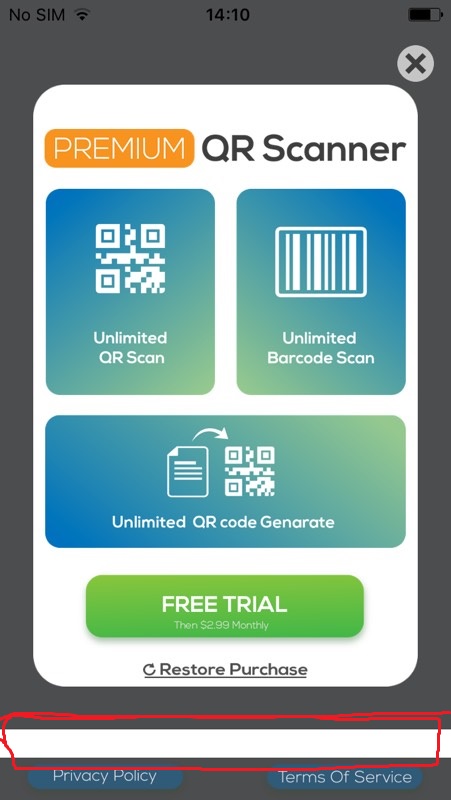 No SIM 14:10
PREMIUM QR Scanner
Unlimited
QR Scan
Unlimited
Barcode Scan
Unlimited QR code Genarate
FREE TRIAL
Then $2.99 Monthly
Restore Purchase
Privacy Policy
Terms Of Service